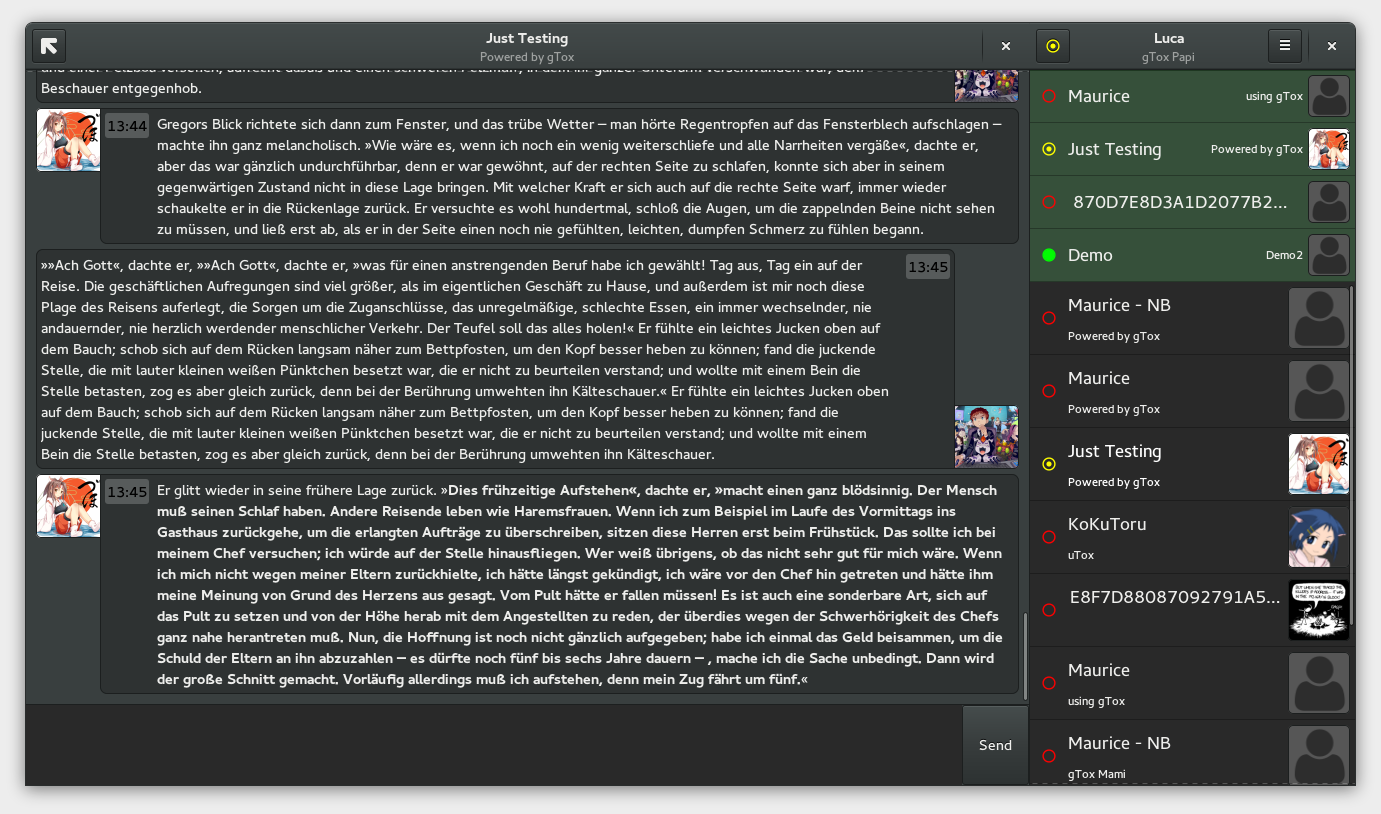 Just Testing
Powered by gTox
Luca
gTox Papi
Beschauer entgegenhob.
13:44
Gregors Blick richtete sich dann zum Fenster, und das trübe Wetter – man hörte Regentropfen auf das Fensterblech aufschlagen –
machte ihn ganz melancholisch. »Wie wäre es, wenn ich noch ein wenig weiterschliefe und alle Narrheiten vergäße«, dachte er,
aber das war gänzlich undurchführbar, denn er war gewöhnt, auf der rechten Seite zu schlafen, konnte sich aber in seinem
gegenwärtigen Zustand nicht in diese Lage bringen. Mit welcher Kraft er sich auch auf die rechte Seite warf, immer wieder
schaukelte er in die Rückenlage zurück. Er versuchte es wohl hundertmal, schloß die Augen, um die zappelnden Beine nicht sehen
zu müssen, und ließ erst ab, als er in der Seite einen noch nie gefühlten, leichten, dumpfen Schmerz zu fühlen begann.
13:45
»»Ach Gott«, dachte er, »»Ach Gott«, dachte er, »was für einen anstrengenden Beruf habe ich gewählt! Tag aus, Tag ein auf der
Reise. Die geschäftlichen Aufregungen sind viel größer, als im eigentlichen Geschäft zu Hause, und außerdem ist mir noch diese
Plage des Reisens auferlegt, die Sorgen um die Zuganschlüsse, das unregelmäßige, schlechte Essen, ein immer wechselnder, nie
andauernder, nie herzlich werdender menschlicher Verkehr. Der Teufel soll das alles holen!« Er fühlte ein leichtes Jucken oben auf
dem Bauch; schob sich auf dem Rücken langsam näher zum Bettpfosten, um den Kopf besser heben zu können; fand die juckende
Stelle, die mit lauter kleinen weißen Pünktchen besetzt war, die er nicht zu beurteilen verstand; und wollte mit einem Bein die
Stelle betasten, zog es aber gleich zurück, denn bei der Berührung umwehten ihn Kälteschauer.« Er fühlte ein leichtes Jucken oben
auf dem Bauch; schob sich auf dem Rücken langsam näher zum Bettpfosten, um den Kopf besser heben zu können; fand die
juckende Stelle, die mit lauter kleinen weißen Pünktchen besetzt war, die er nicht zu beurteilen verstand; und wollte mit einem
Bein die Stelle betasten, zog es aber gleich zurück, denn bei der Berührung umwehten ihn Kälteschauer.
13:45
Er glitt wieder in seine frühere Lage zurück. »Dies frühzeitige Aufstehen«, dachte er, »macht einen ganz blödsinnig. Der Mensch
muß seinen Schlaf haben. Andere Reisende leben wie Haremsfrauen. Wenn ich zum Beispiel im Laufe des Vormittags ins
Gasthaus zurückgehe, um die erlangten Aufträge zu überschreiben, sitzen diese Herren erst beim Frühstück. Das sollte ich bei
meinem Chef versuchen; ich würde auf der Stelle hinausfliegen. Wer weiß übrigens, ob das nicht sehr gut für mich wäre. Wenn
ich mich nicht wegen meiner Eltern zurückhielte, ich hätte längst gekündigt, ich wäre vor den Chef hin getreten und hätte ihm
meine Meinung von Grund des Herzens aus gesagt. Vom Pult hätte er fallen müssen! Es ist auch eine sonderbare Art, sich auf
das Pult zu setzen und von der Höhe herab mit dem Angestellten zu reden, der überdies wegen der Schwerhörigkeit des Chefs
ganz nahe herantreten muß. Nun, die Hoffnung ist noch nicht gänzlich aufgegeben; habe ich einmal das Geld beisammen, um die
Schuld der Eltern an ihn abzuzahlen – es dürfte noch fünf bis sechs Jahre dauern – , mache ich die Sache unbedingt. Dann wird
der große Schnitt gemacht. Vorläufig allerdings muß ich aufstehen, denn mein Zug fährt um fünf.«
Send
Maurice
using gTox
Just Testing
Powered by gTox
870D7E8D3A1D2077B2...
Demo
Demo2
Maurice - NB
Powered by gTox
Maurice
Powered by gTox
Just Testing
Powered by gTox
KoKuToru
uTox
E8F7D88087092791A5...
Maurice
using gTox
Maurice - NB
gTox Mami